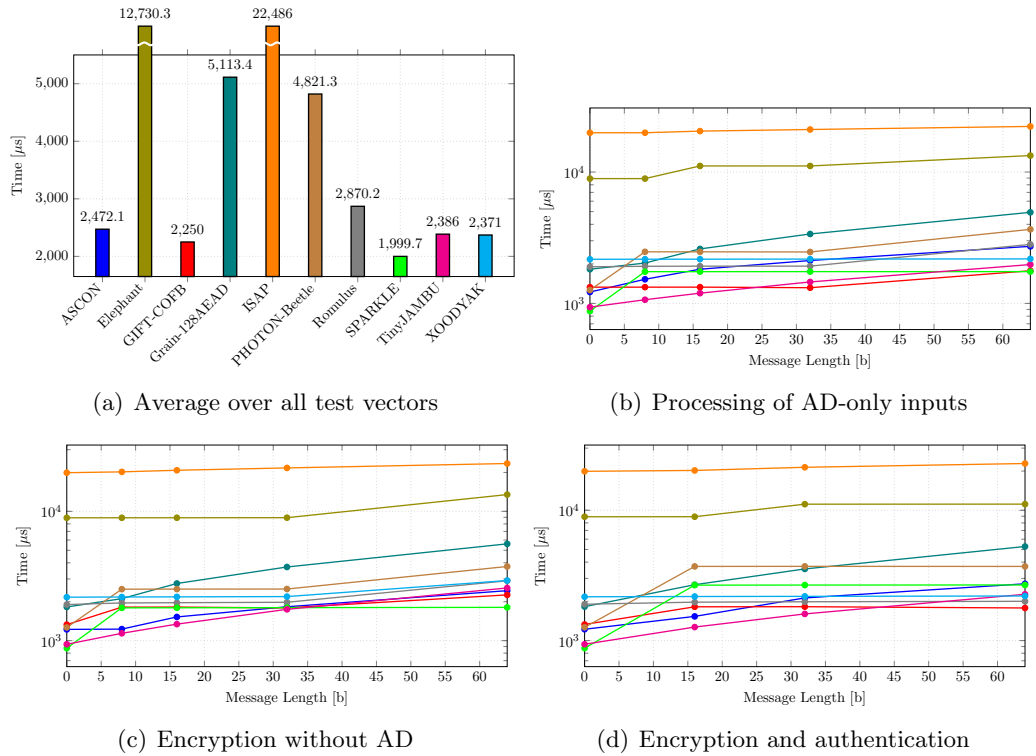 12,730.3
22,486
5,113.4
4,821.3
2,870.2
2,472.1
2,250
1,999.7
2,386
2,371
5,000
4,000
3,000
2,000
Time [μs]
ASCON
Elephant
GIFT-COFB
Grain-128AEAD
ISAP
PHOTON-Beetle
Romulus
SPARKLE
TinyJAMBU
XOODYAK
(a) Average over all test vectors
Time [μs]
10^4
10^3
0 5 10 15 20 25 30 35 40 45 50 55 60
Message Length [b]
(b) Processing of AD-only inputs
Time [μs]
10^4
10^3
0 5 10 15 20 25 30 35 40 45 50 55 60
Message Length [b]
(c) Encryption without AD
Time [μs]
10^4
10^3
0 5 10 15 20 25 30 35 40 45 50 55 60
Message Length [b]
(d) Encryption and authentication